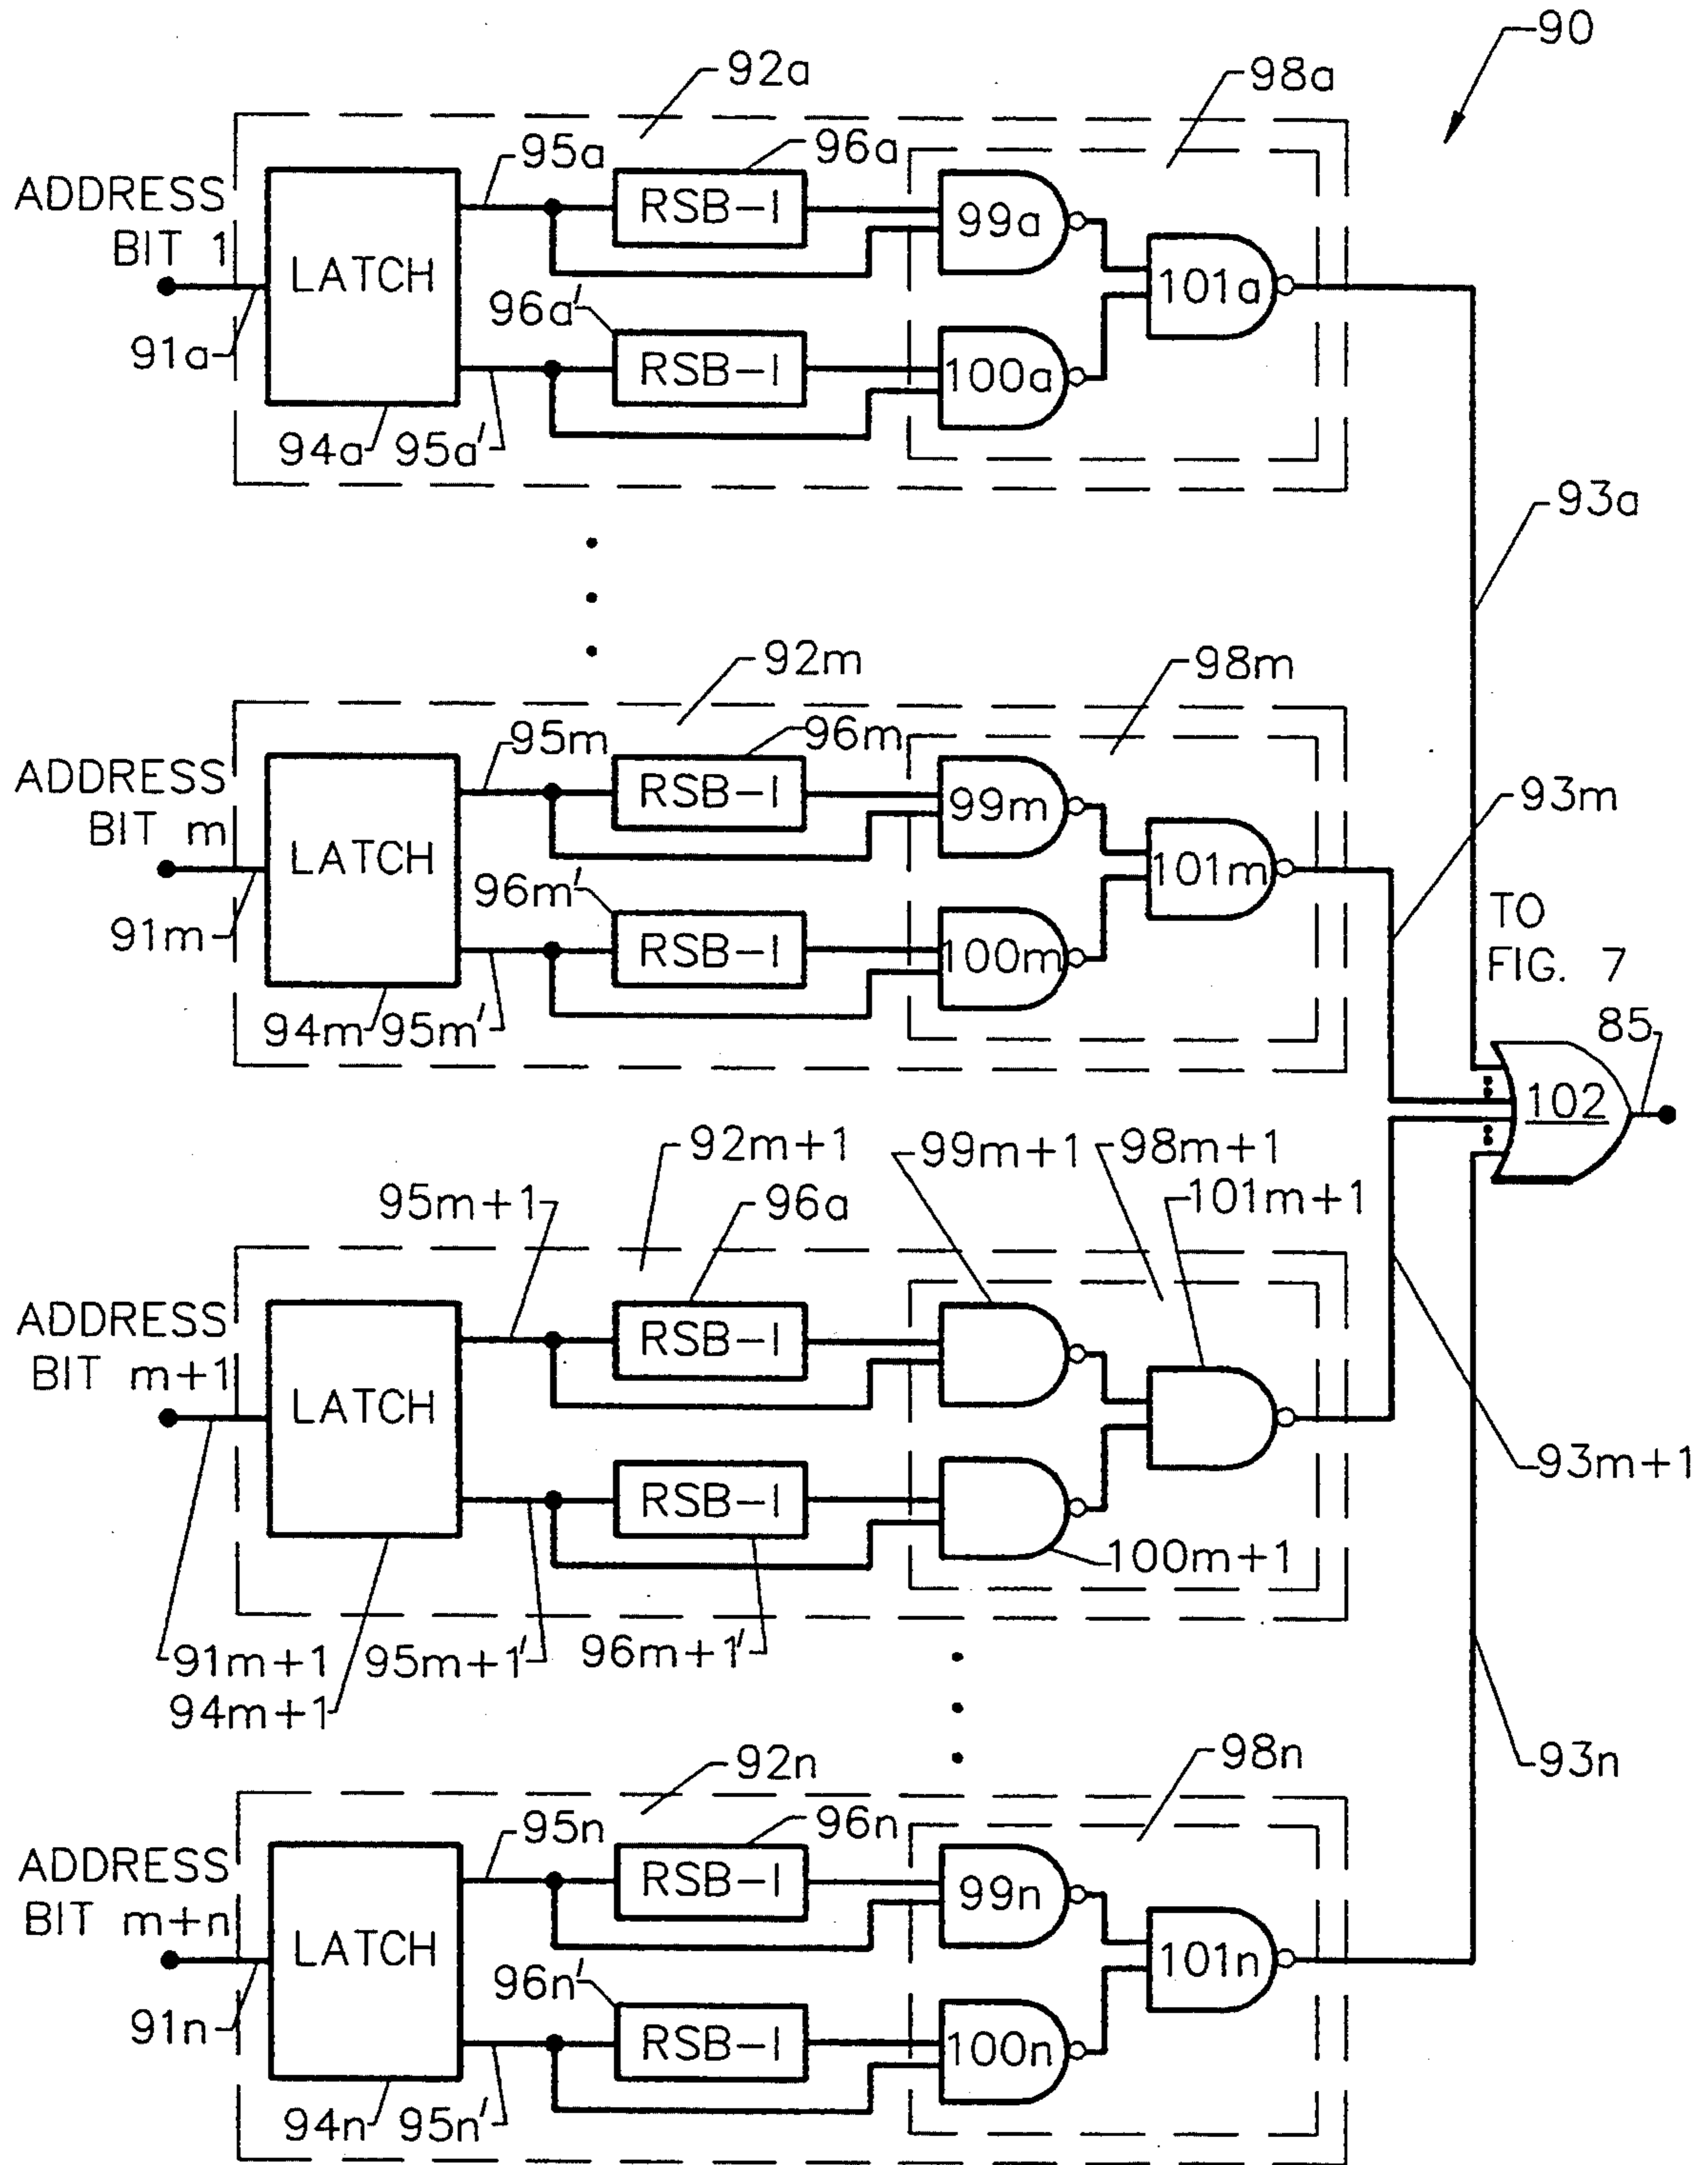 90
92a
98a
95a
96a
ADDRESS
BIT 1
RSB-I
99a
LATCH
101a
96a'
91a
RSB-I
100a
94a
95a'
93a
92m
98m
95m
96m
ADDRESS
BIT m
RSB-I
99m
93m
LATCH
101m
96m'
TO
FIG. 7
91m
RSB-I
100m
94m
95m'
85
102
92m+1
99m+1
98m+1
95m+1
96a
101m+1
ADDRESS
BIT m+1
RSB-I
LATCH
93m+1
RSB-I
100m+1
91m+1
95m+1'
96m+1'
94m+1
92n
98n
93n
95n
96n
ADDRESS
BIT m+n
RSB-I
99n
LATCH
101n
96n'
91n
RSB-I
100n
94n
95n'